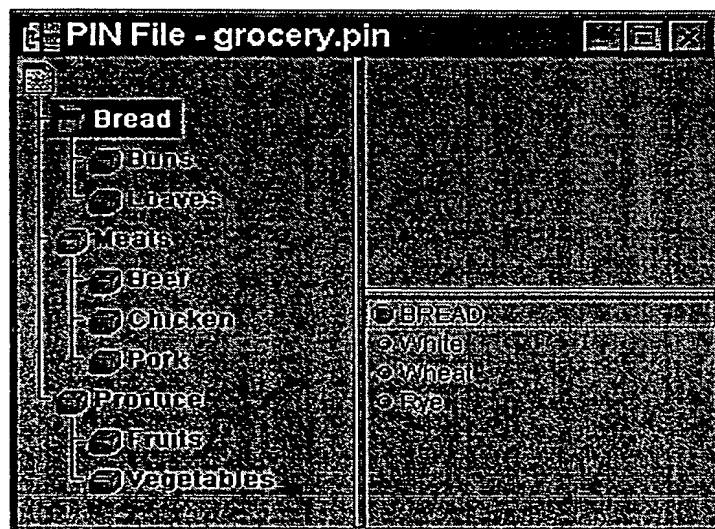 PIN File - grocery.pin
Bread
Buns
Loaves
Meats
Beef
Chicken
Pork
Produce
Fruits
Vegetables
BREAD
White
Wheat
Rye